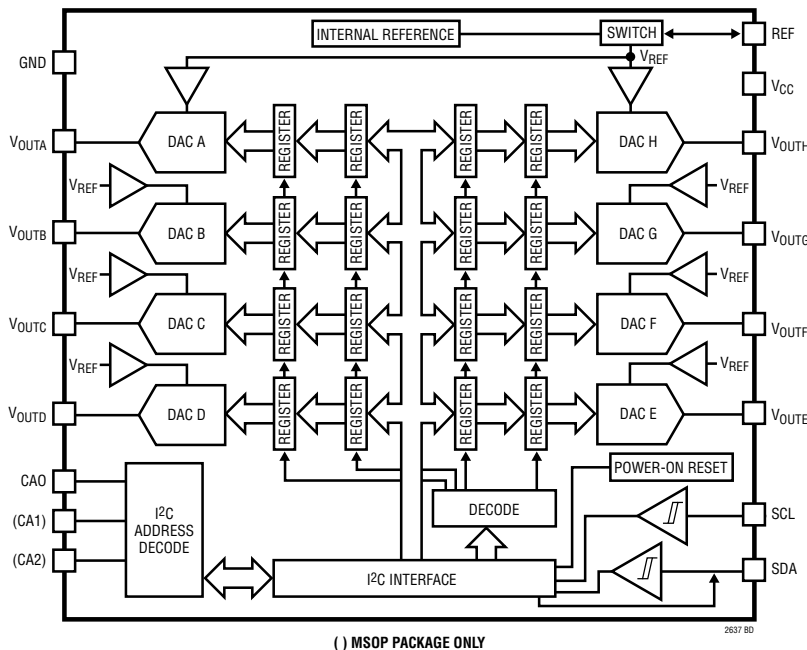 INTERNAL REFERENCE
SWITCH
REF
GND
VREF
VCC
VOUTA
DAC A
REGISTER
REGISTER
REGISTER
REGISTER
DAC H
VOUTH
VREF
VREF
VOUTB
DAC B
REGISTER
REGISTER
REGISTER
REGISTER
DAC G
VOUTG
VREF
VREF
VOUTC
DAC C
REGISTER
REGISTER
REGISTER
REGISTER
DAC F
VOUTF
VREF
VREF
VOUTD
DAC D
REGISTER
REGISTER
REGISTER
REGISTER
DAC E
VOUTE
POWER-ON RESET
CA0
(CA1)
(CA2)
I2C
ADDRESS
DECODE
DECODE
SCL
I2C INTERFACE
SDA
2637 BD
( ) MSOP PACKAGE ONLY